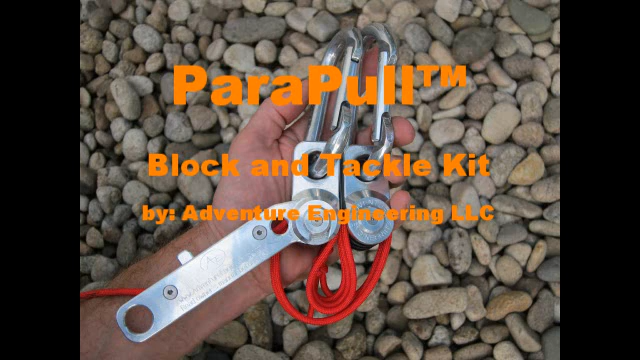 ParaPull™
Block and Tackle Kit
by: Adventure Engineering LLC